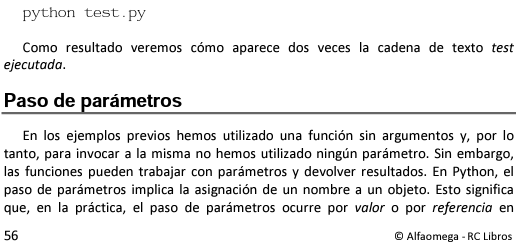 python test.py
Como resultado veremos cómo aparece dos veces la cadena de texto test
ejecutada.
Paso de parámetros
En los ejemplos previos hemos utilizado una función sin argumentos y, por lo
tanto, para invocar a la misma no hemos utilizado ningún parámetro. Sin embargo,
las funciones pueden trabajar con parámetros y devolver resultados. En Python, el
paso de parámetros implica la asignación de un nombre a un objeto. Esto significa
que, en la práctica, el paso de parámetros ocurre por valor o por referencia en
56 © Alfaomega - RC Libros